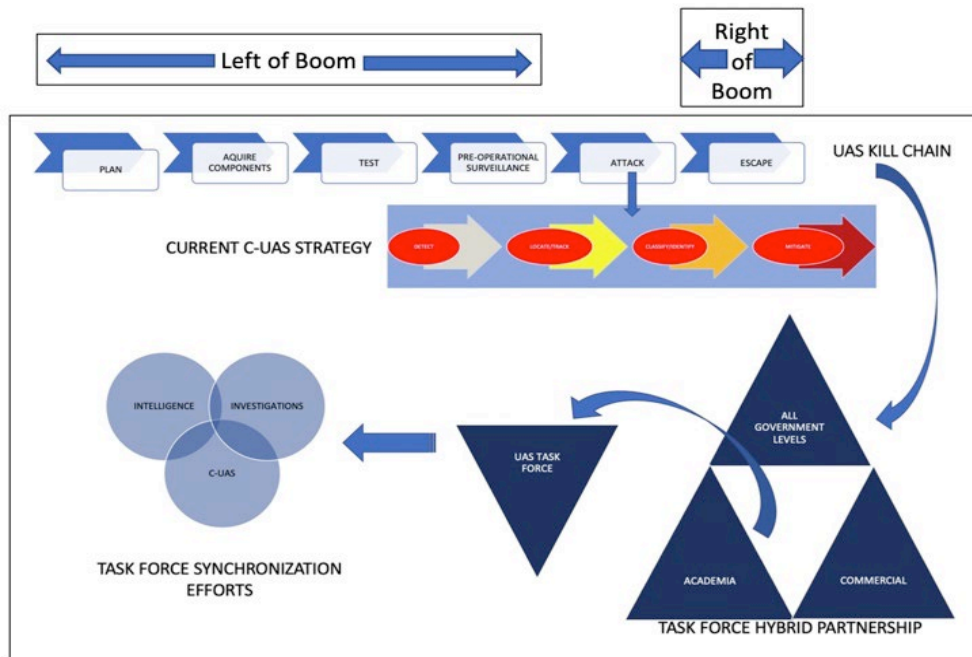 Left of Boom
Right
of
Boom
PLAN
AQUIRE
COMPONENTS
TEST
PRE-OPERATIONAL
SURVEILLANCE
ATTACK
ESCAPE
UAS KILL CHAIN
CURRENT C-UAS STRATEGY
DETECT
LOCATE/TRACK
CLASSIFY/IDENTIFY
MITIGATE
ALL
GOVERNMENT
LEVELS
INTELLIGENCE
INVESTIGATIONS
C-UAS
UAS TASK
FORCE
ACADEMIA
COMMERCIAL
TASK FORCE SYNCHRONIZATION
EFFORTS
TASK FORCE HYBRID PARTNERSHIP